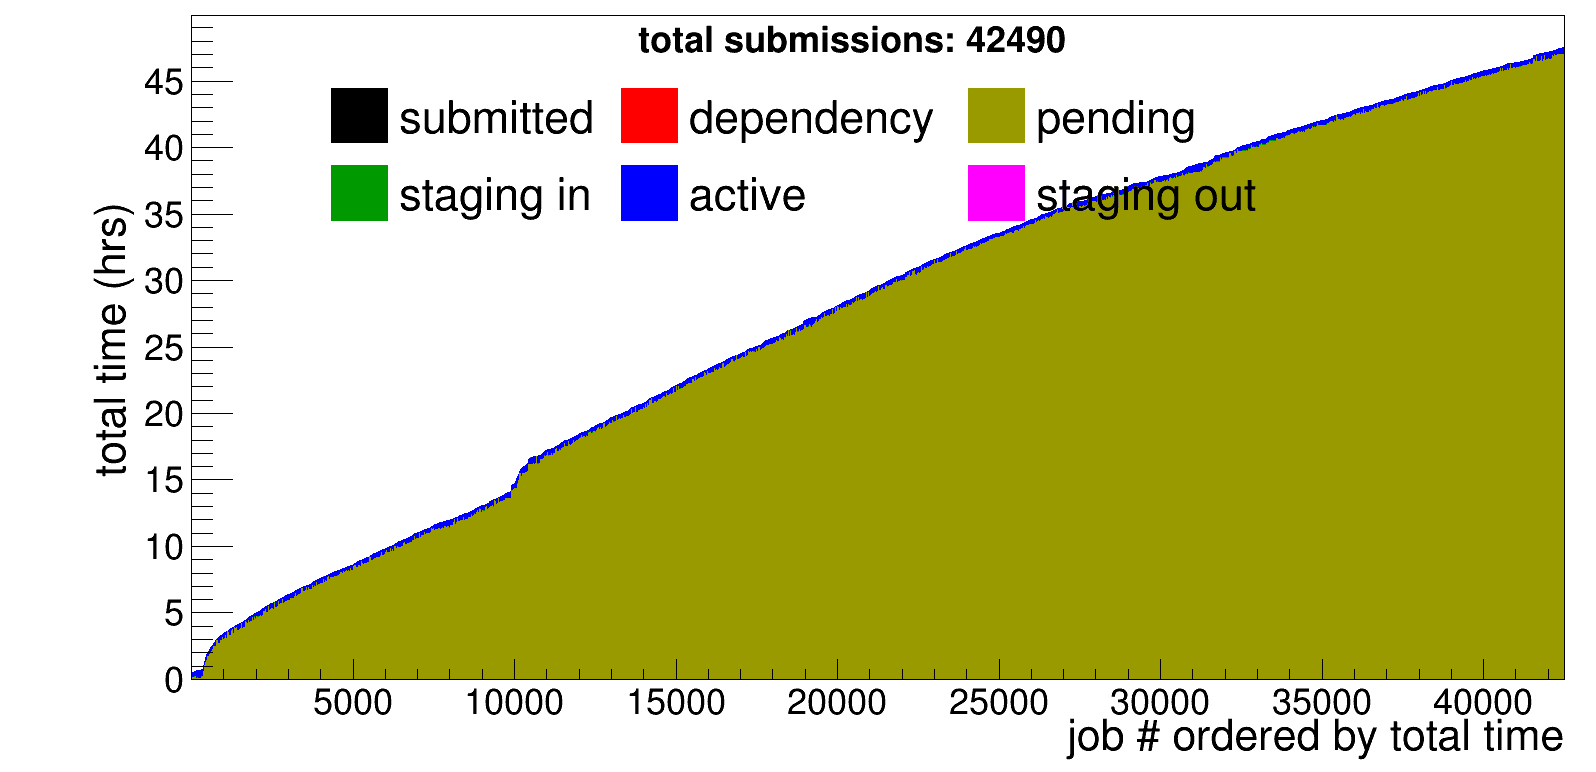 total submissions: 42490
submitted dependency pending
staging in active staging out
total time (hrs)
45
40
35
30
25
20
15
10
5
0
5000 10000 15000 20000 25000 30000 35000 40000
job # ordered by total time